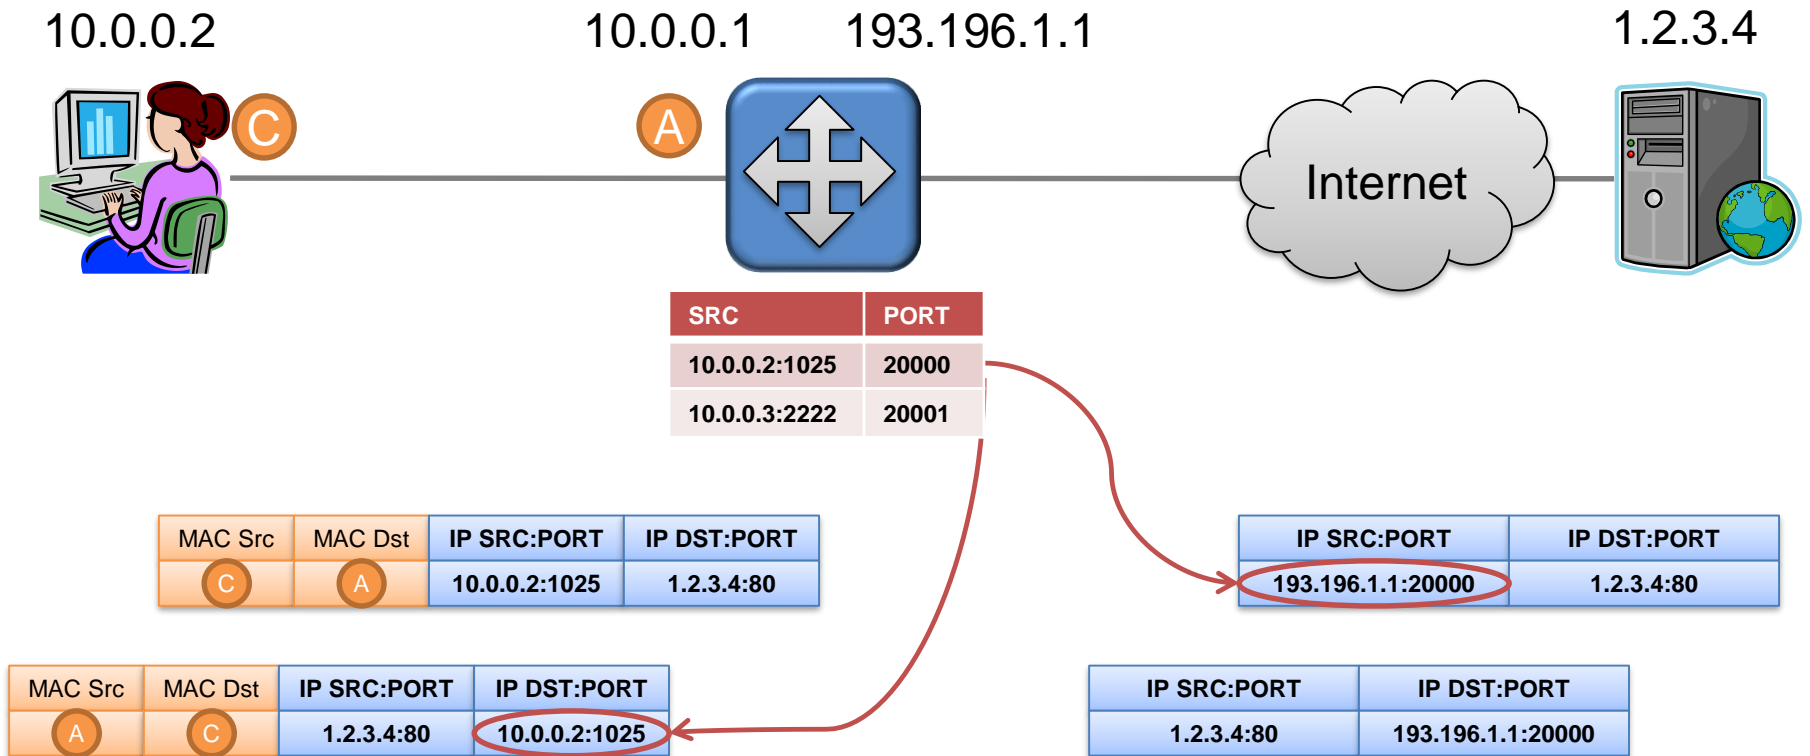 10.0.0.2 10.0.0.1 193.196.1.1 1.2.3.4
C A Internet
SRC PORT
10.0.0.2:1025 20000
10.0.0.3:2222 20001
MAC Src MAC Dst IP SRC:PORT IP DST:PORT
C A 10.0.0.2:1025 1.2.3.4:80
IP SRC:PORT IP DST:PORT
193.196.1.1:20000 1.2.3.4:80
MAC Src MAC Dst IP SRC:PORT IP DST:PORT
A C 1.2.3.4:80 10.0.0.2:1025
IP SRC:PORT IP DST:PORT
1.2.3.4:80 193.196.1.1:20000